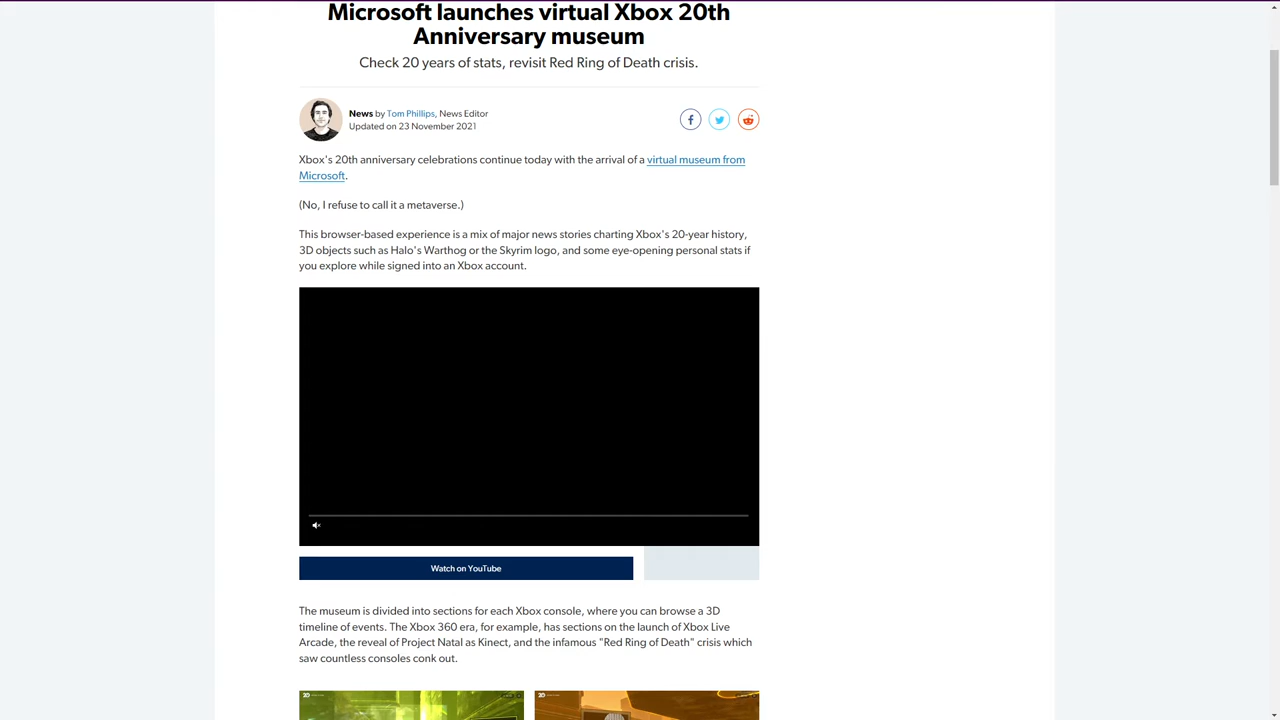 Microsoft launches virtual Xbox 20th
Anniversary museum
Check 20 years of stats, revisit Red Ring of Death crisis.
News by Tom Phillips, News Editor
Updated on 23 November 2021
Xbox's 20th anniversary celebrations continue today with the arrival of a virtual museum from
Microsoft.
(No, I refuse to call it a metaverse.)
This browser-based experience is a mix of major news stories charting Xbox's 20-year history,
3D objects such as Halo's Warthog or the Skyrim logo, and some eye-opening personal stats if
you explore while signed into an Xbox account.
Watch on YouTube
The museum is divided into sections for each Xbox console, where you can browse a 3D
timeline of events. The Xbox 360 era, for example, has sections on the launch of Xbox Live
Arcade, the reveal of Project Natal as Kinect, and the infamous "Red Ring of Death" crisis which
saw countless consoles conk out.